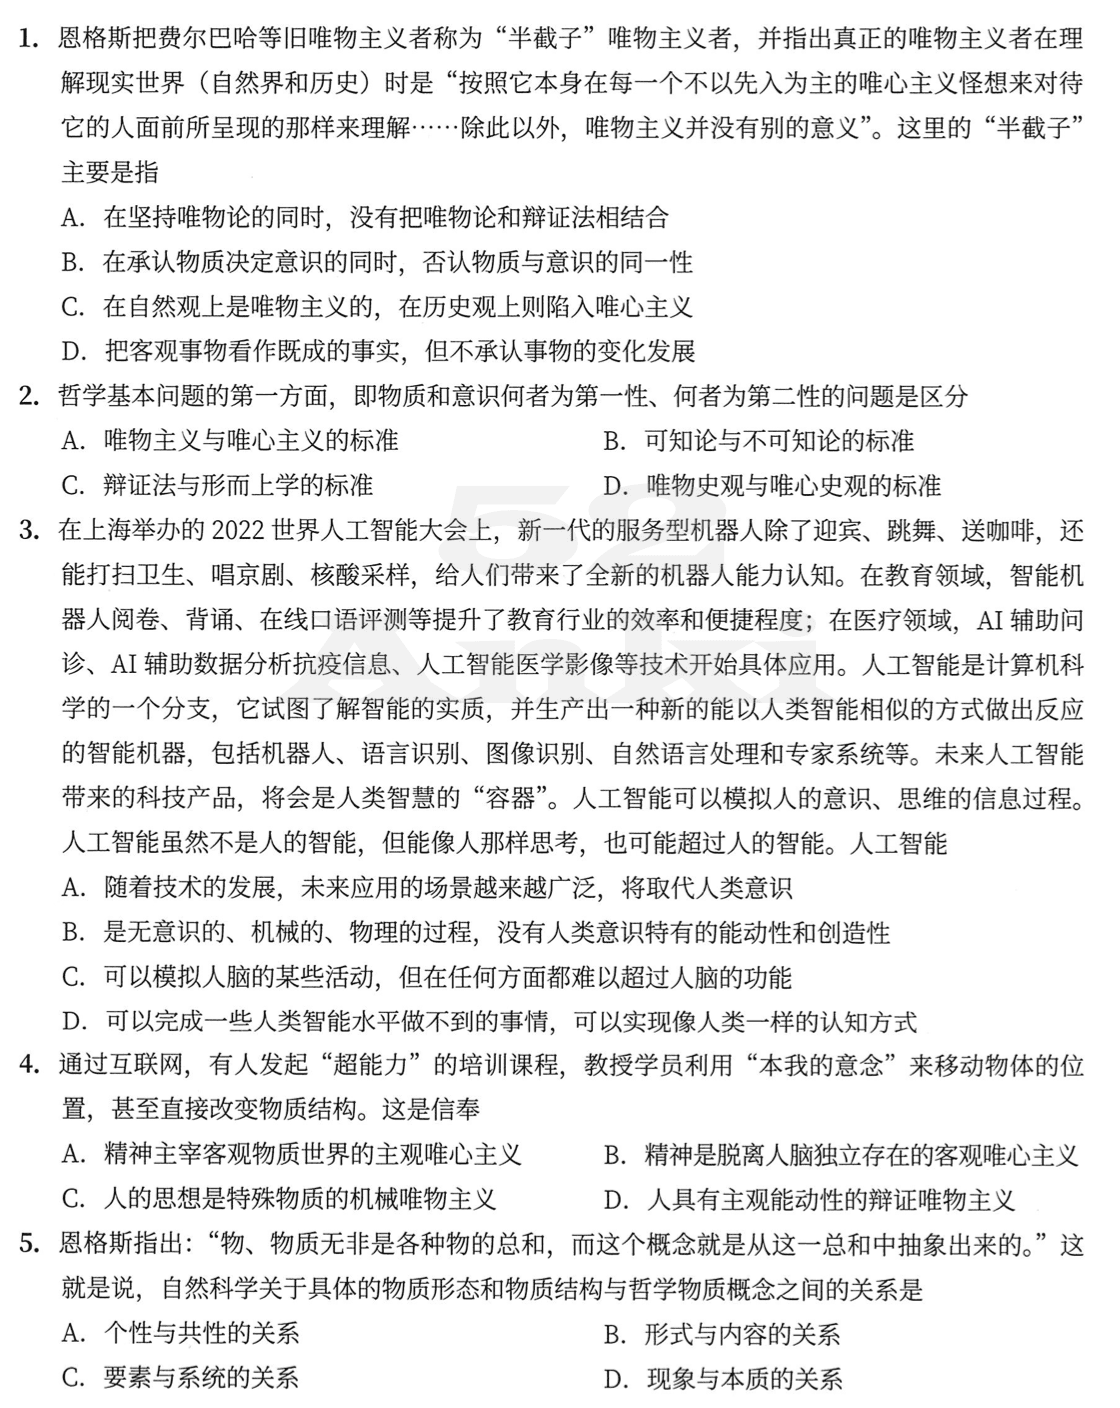 1. 恩格斯把费尔巴哈等旧唯物主义者称为“半截子”唯物主义者，并指出真正的唯物主义者在理
解现实世界（自然界和历史）时是“按照它本身在每一个不以先入为主的唯心主义怪想来对待
它的人面前所呈现的那样来理解……除此以外，唯物主义并没有别的意义”。这里的“半截子”
主要是指
A. 在坚持唯物论的同时，没有把唯物论和辩证法相结合
B. 在承认物质决定意识的同时，否认物质与意识的同一性
C. 在自然观上是唯物主义的，在历史观上则陷入唯心主义
D. 把客观事物看作既成的事实，但不承认事物的变化发展
2. 哲学基本问题的第一方面，即物质和意识何者为第一性、何者为第二性的问题是区分
A. 唯物主义与唯心主义的标准 B. 可知论与不可知论的标准
C. 辩证法与形而上学的标准 D. 唯物史观与唯心史观的标准
3. 在上海举办的 2022 世界人工智能大会上，新一代的服务型机器人除了迎宾、跳舞、送咖啡，还
能打扫卫生、唱京剧、核酸采样，给人们带来了全新的机器人能力认知。在教育领域，智能机
器人阅卷、背诵、在线口语评测等提升了教育行业的效率和便捷程度；在医疗领域，AI 辅助问
诊、AI 辅助数据分析抗疫信息、人工智能医学影像等技术开始具体应用。人工智能是计算机科
学的一个分支，它试图了解智能的实质，并生产出一种新的能以人类智能相似的方式做出反应
的智能机器，包括机器人、语言识别、图像识别、自然语言处理和专家系统等。未来人工智能
带来的科技产品，将会是人类智慧的“容器”。人工智能可以模拟人的意识、思维的信息过程。
人工智能虽然不是人的智能，但能像人那样思考，也可能超过人的智能。人工智能
A. 随着技术的发展，未来应用的场景越来越广泛，将取代人类意识
B. 是无意识的、机械的、物理的过程，没有人类意识特有的能动性和创造性
C. 可以模拟人脑的某些活动，但在任何方面都难以超过人脑的功能
D. 可以完成一些人类智能水平做不到的事情，可以实现像人类一样的认知方式
4. 通过互联网，有人发起“超能力”的培训课程，教授学员利用“本我的意念”来移动物体的位
置，甚至直接改变物质结构。这是信奉
A. 精神主宰客观物质世界的主观唯心主义 B. 精神是脱离人脑独立存在的客观唯心主义
C. 人的思想是特殊物质的机械唯物主义 D. 人具有主观能动性的辩证唯物主义
5. 恩格斯指出：“物、物质无非是各种物的总和，而这个概念就是从这一总和中抽象出来的。”这
就是说，自然科学关于具体的物质形态和物质结构与哲学物质概念之间的关系是
A. 个性与共性的关系 B. 形式与内容的关系
C. 要素与系统的关系 D. 现象与本质的关系
52
Anki